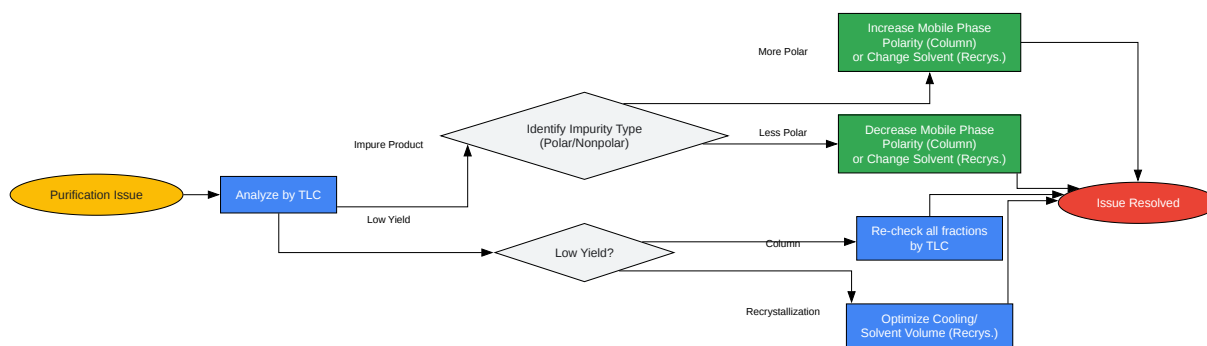 Purification Issue
Analyze by TLC
Impure Product
Low Yield
Identify Impurity Type
(Polar/Nonpolar)
More Polar
Increase Mobile Phase
Polarity (Column)
or Change Solvent (Recrys.)
Less Polar
Decrease Mobile Phase
Polarity (Column)
or Change Solvent (Recrys.)
Low Yield?
Column
Re-check all fractions
by TLC
Recrystallization
Optimize Cooling/
Solvent Volume (Recrys.)
Issue Resolved